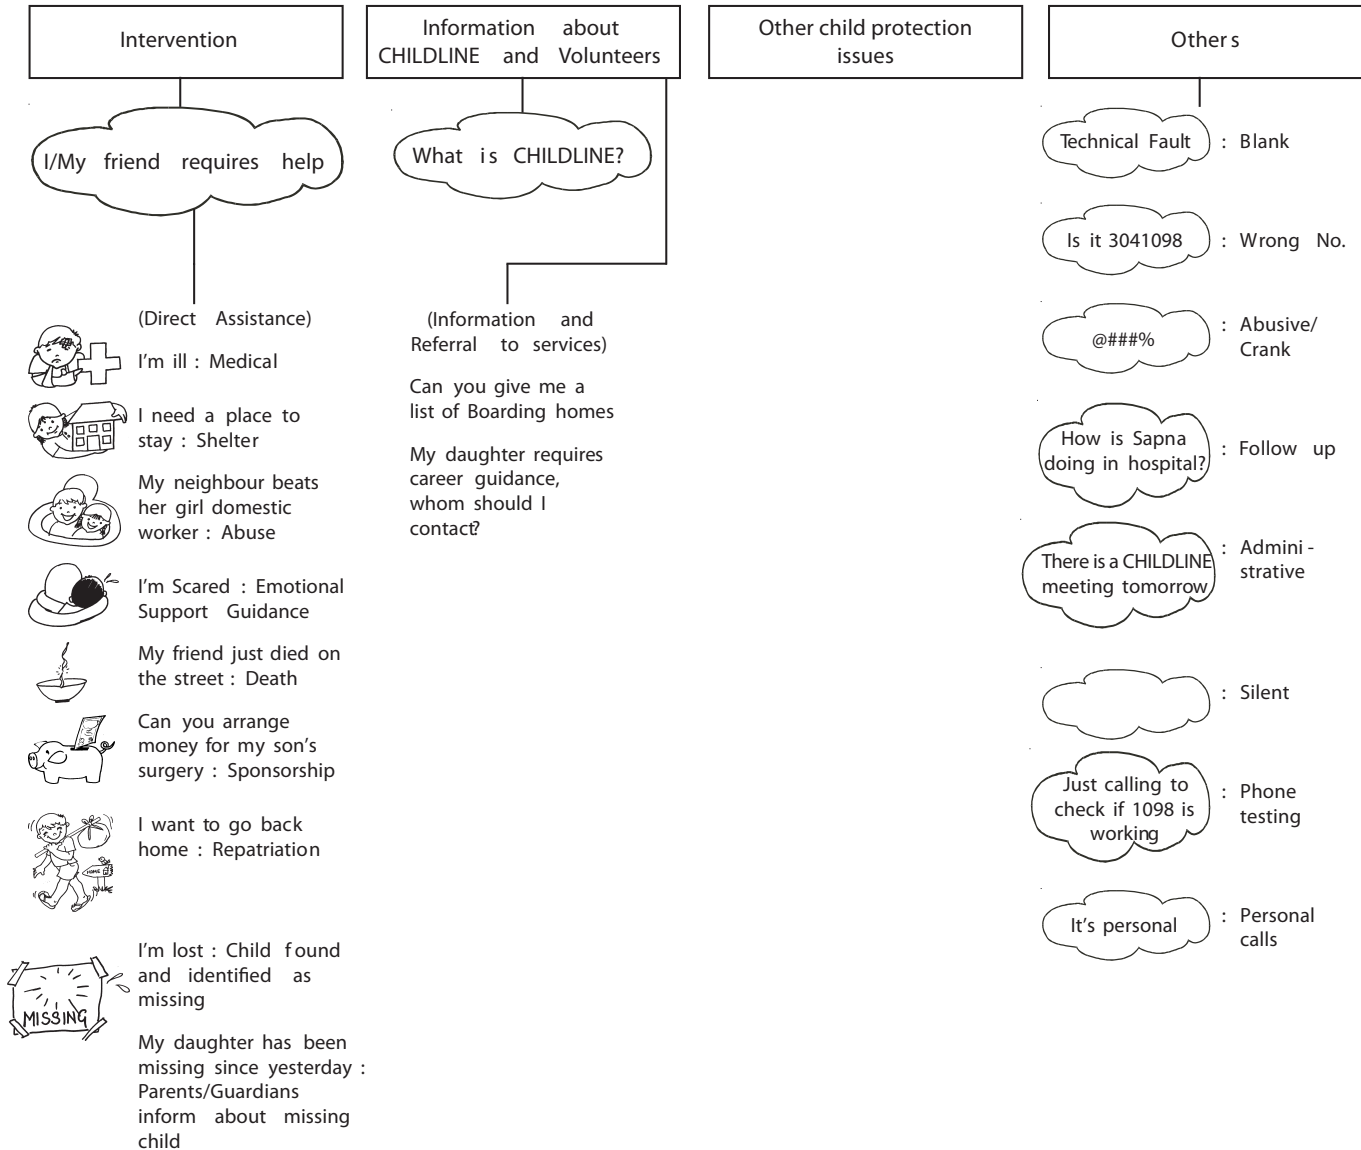 Intervention
Information about
CHILDLINE and Volunteers
Other child protection
issues
Others
I/My friend requires help
(Direct Assistance)
I'm ill : Medical
I need a place to
stay : Shelter
My neighbour beats
her girl domestic
worker : Abuse
I'm Scared : Emotional
Support Guidance
My friend just died on
the street : Death
Can you arrange
money for my son's
surgery : Sponsorship
I want to go back
home : Repatriation
HOME
I'm lost : Child found
and identified as
missing
MISSING
My daughter has been
missing since yesterday :
Parents/Guardians
inform about missing
child
What is CHILDLINE?
(Information and
Referral to services)
Can you give me a
list of Boarding homes
My daughter requires
career guidance,
whom should I
contact?
Technical Fault : Blank
Is it 3041098 : Wrong No.
@###% : Abusive/
Crank
How is Sapna
doing in hospital? : Follow up
There is a CHILDLINE : Admini -
meeting tomorrow strative
: Silent
Just calling to : Phone
check if 1098 is testing
working
It's personal : Personal
calls